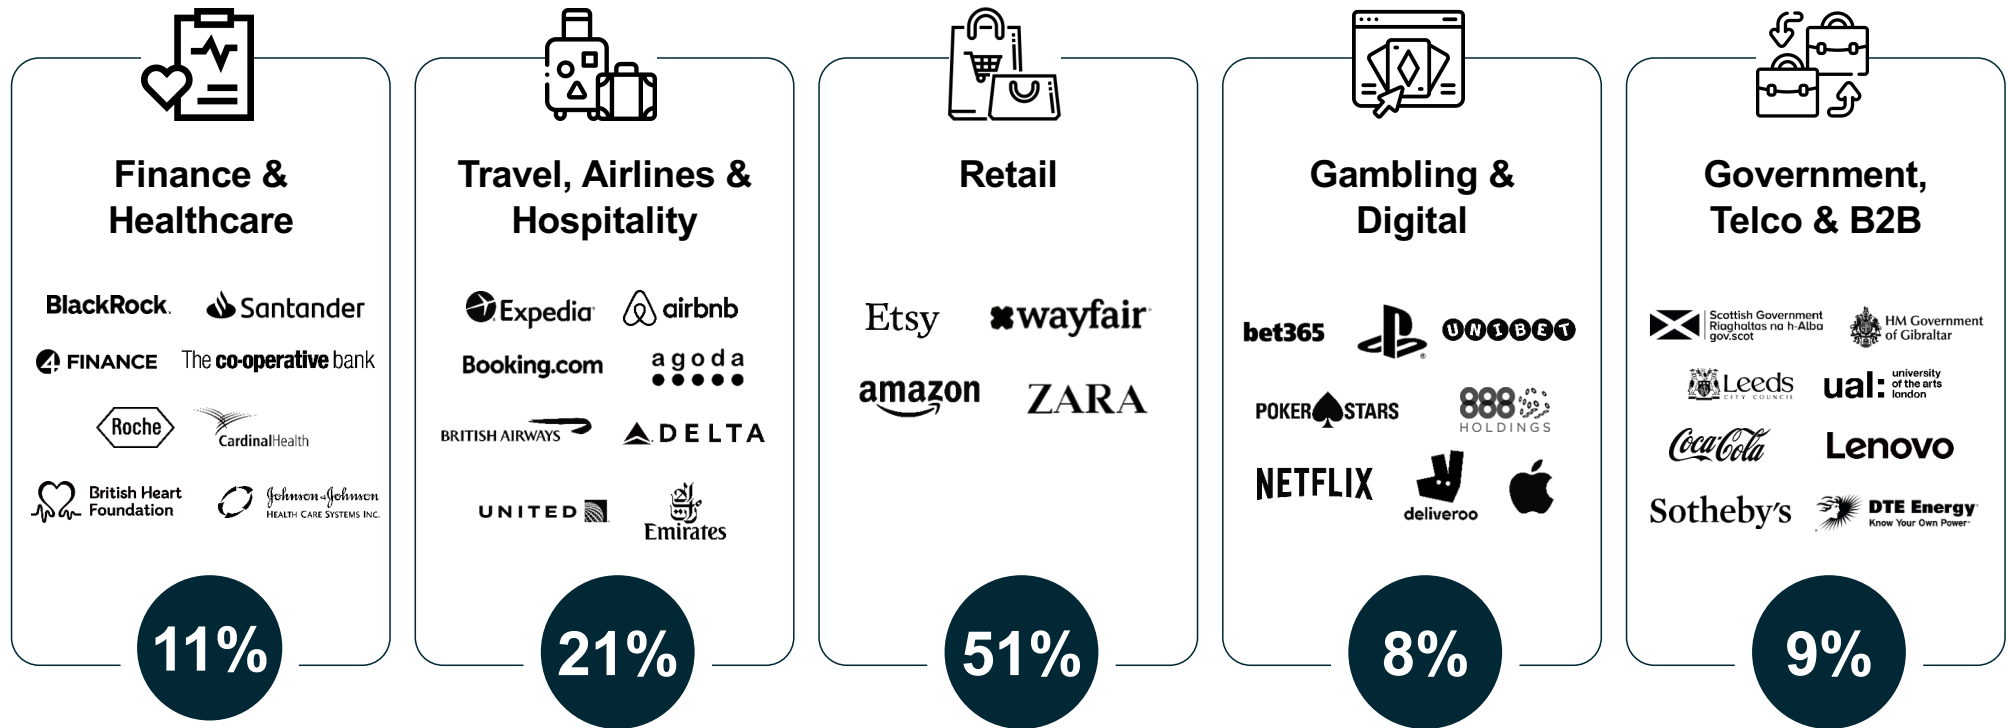 Finance &
Healthcare
BlackRock.
Santander
4 FINANCE
The co-operative bank
Roche
CardinalHealth
British Heart
Foundation
Johnson & Johnson
HEALTH CARE SYSTEMS INC.
11%
Travel, Airlines &
Hospitality
Expedia
airbnb
Booking.com
agoda
BRITISH AIRWAYS
DELTA
UNITED
Emirates
21%
Retail
Etsy
wayfair
amazon
ZARA
51%
Gambling &
Digital
bet365
UNIBET
POKER STARS
888
HOLDINGS
NETFLIX
deliveroo
8%
Government,
Telco & B2B
Scottish Government
Riaghaltas na h-Alba
gov.scot
HM Government
of Gibraltar
Leeds
CITY COUNCIL
ual:
university
of the arts
london
Coca-Cola
Lenovo
Sotheby's
DTE Energy
Know Your Own Power
9%